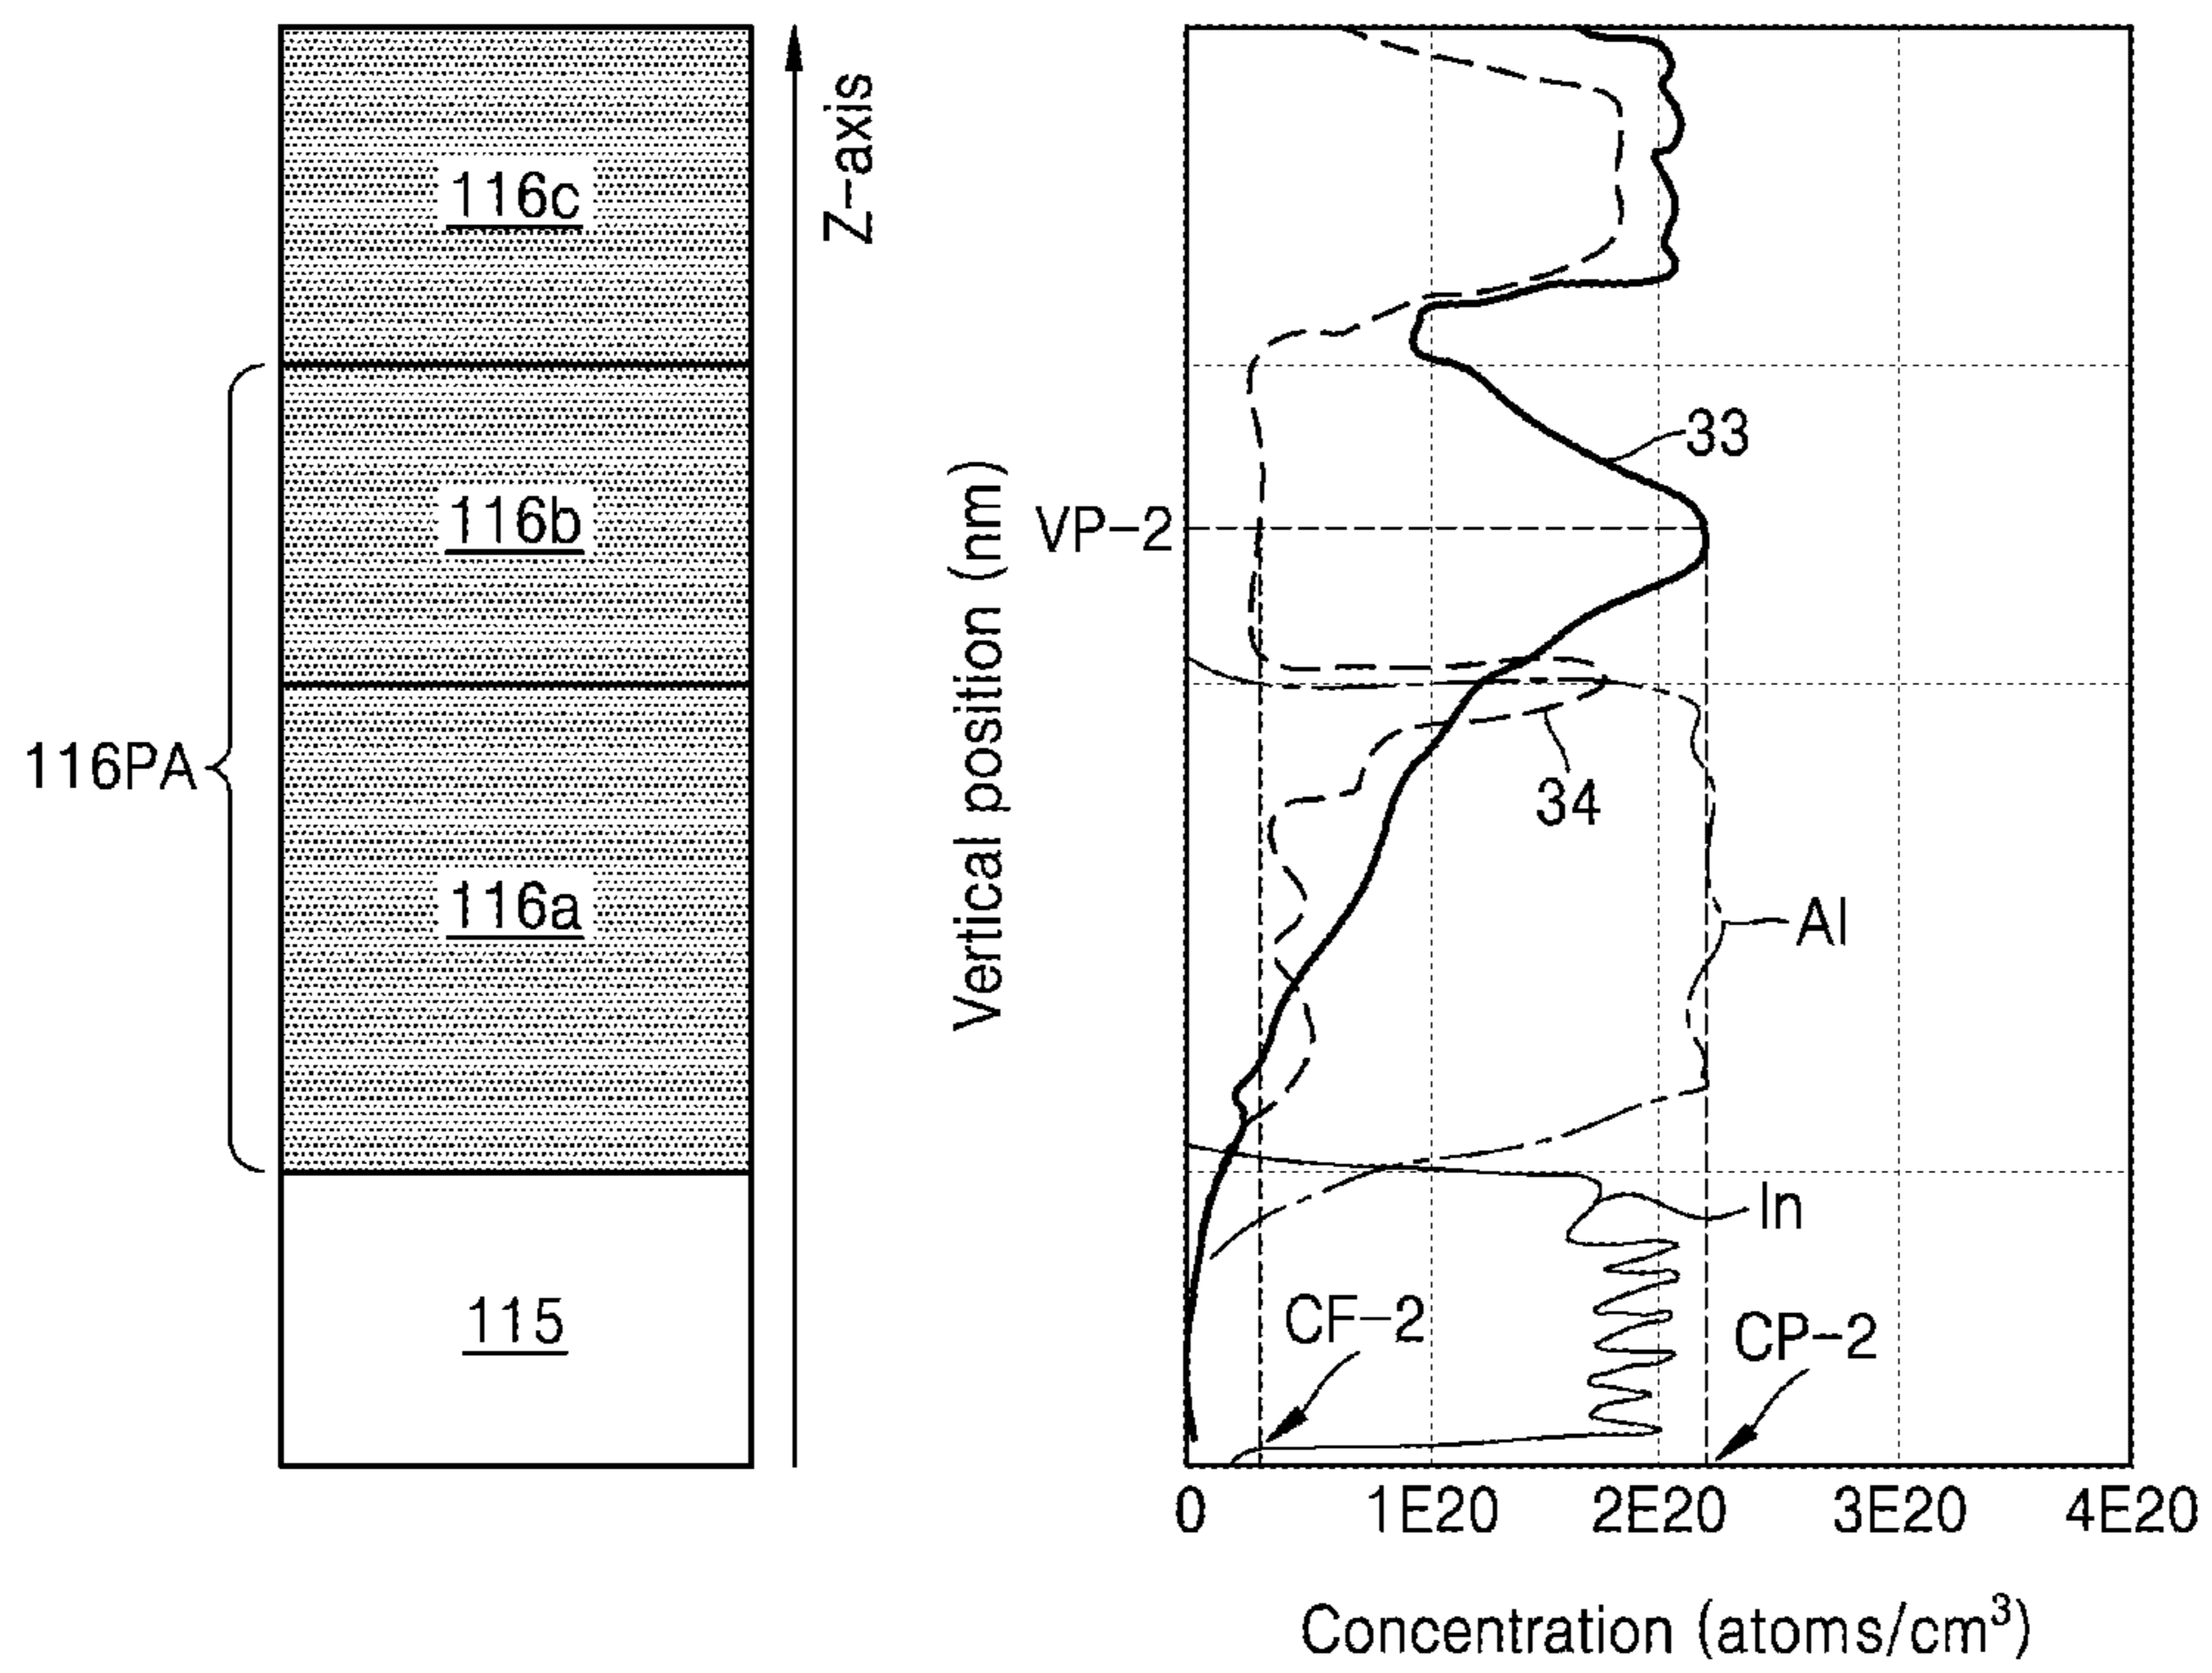 116c
116b
116PA
116a
115
Z-axis
Vertical position (nm)
VP-2
33
34
Al
In
CF-2
CP-2
0 1E20 2E20 3E20 4E20
Concentration (atoms/cm³)